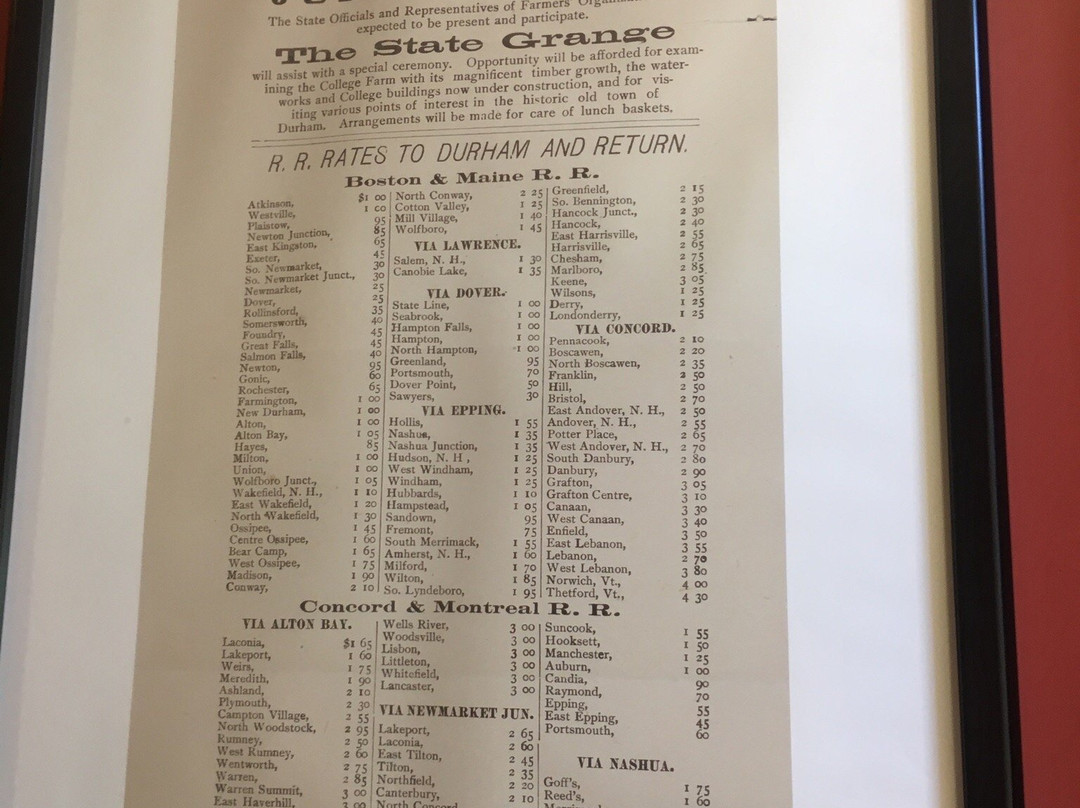 The State Officials and Representatives of Farmers'
expected to be present and participate.
The State Grange
will assist with a special ceremony. Opportunity will be afforded for exam-
ining the College Farm with its magnificent timber growth, the water-
works and College buildings now under construction, and for vis-
iting various points of interest in the historic old town of
Durham. Arrangements will be made for care of lunch baskets.
R. R. RATES TO DURHAM AND RETURN.
Boston & Maine R. R.
Atkinson, $1 00
Westville, 1 00
Plaistow, 95
Newton Junction, 85
East Kingston, 65
Exeter, 45
So. Newmarket, 30
So. Newmarket Junct., 30
Newmarket, 25
Dover, 25
Rollinsford, 35
Somersworth, 40
Foundry, 45
Great Falls, 45
Salmon Falls, 40
Newton, 95
Gonic, 60
Rochester, 65
Farmington, 1 00
New Durham, 1 00
Alton, 1 00
Alton Bay, 1 05
Hayes, 85
Milton, 1 00
Union, 1 00
Wolfboro Junct., 1 05
Wakefield, N. H., 1 10
East Wakefield, 1 20
North Wakefield, 1 30
Ossipee, 1 45
Centre Ossipee, 1 60
Bear Camp, 1 65
West Ossipee, 1 75
Madison, 1 90
Conway, 2 10
North Conway, 2 25
Cotton Valley, 1 25
Mill Village, 1 40
Wolfboro, 1 45
VIA LAWRENCE.
Salem, N. H., 1 30
Canobie Lake, 1 35
VIA DOVER.
State Line, 1 00
Seabrook, 1 00
Hampton Falls, 1 00
Hampton, 1 00
North Hampton, 1 00
Greenland, 95
Portsmouth, 70
Dover Point, 50
Sawyers, 30
VIA EPPING.
Hollis, 1 55
Nashua, 1 35
Nashua Junction, 1 35
Hudson, N. H , 1 25
West Windham, 1 25
Windham, 1 25
Hubbards, 1 10
Hampstead, 1 05
Sandown, 95
Fremont, 75
South Merrimack, 1 55
Amherst, N. H., 1 60
Milford, 1 70
Wilton, 1 85
So. Lyndeboro, 1 95
Greenfield, 2 15
So. Bennington, 2 30
Hancock Junct., 2 30
Hancock, 2 40
East Harrisville, 2 55
Harrisville, 2 65
Chesham, 2 75
Marlboro, 2 85
Keene, 3 05
Wilsons, 1 25
Derry, 1 25
Londonderry, 1 25
VIA CONCORD.
Pennacook, 2 10
Boscawen, 2 20
North Boscawen, 2 35
Franklin, 2 50
Hill, 2 50
Bristol, 2 70
East Andover, N. H., 2 50
Andover, N. H., 2 55
Potter Place, 2 65
West Andover, N. H., 2 70
South Danbury, 2 80
Danbury, 2 90
Grafton, 3 05
Grafton Centre, 3 10
Canaan, 3 30
West Canaan, 3 40
Enfield, 3 50
East Lebanon, 3 55
Lebanon, 2 70
West Lebanon, 3 80
Norwich, Vt., 4 00
Thetford, Vt., 4 30
Concord & Montreal R. R.
VIA ALTON BAY.
Laconia, $1 65
Lakeport, 1 60
Weirs, 1 75
Meredith, 1 90
Ashland, 2 10
Plymouth, 2 30
Campton Village, 2 55
North Woodstock, 2 95
Rumney, 2 50
West Rumney, 2 60
Wentworth, 2 75
Warren, 2 85
Warren Summit, 3 00
East Haverhill, 3 00
Wells River, 3 00
Woodsville, 3 00
Lisbon, 3 00
Littleton, 3 00
Whitefield, 3 00
Lancaster, 3 00
VIA NEWMARKET JUN.
Lakeport, 2 65
Laconia, 2 60
East Tilton, 2 45
Tilton, 2 35
Northfield, 2 20
Canterbury, 2 10
North Concord
Suncook, 1 55
Hooksett, 1 50
Manchester, 1 25
Auburn, 1 00
Candia, 90
Raymond, 70
Epping, 55
East Epping, 45
Portsmouth, 60
VIA NASHUA.
Goff's, 1 75
Reed's, 1 60